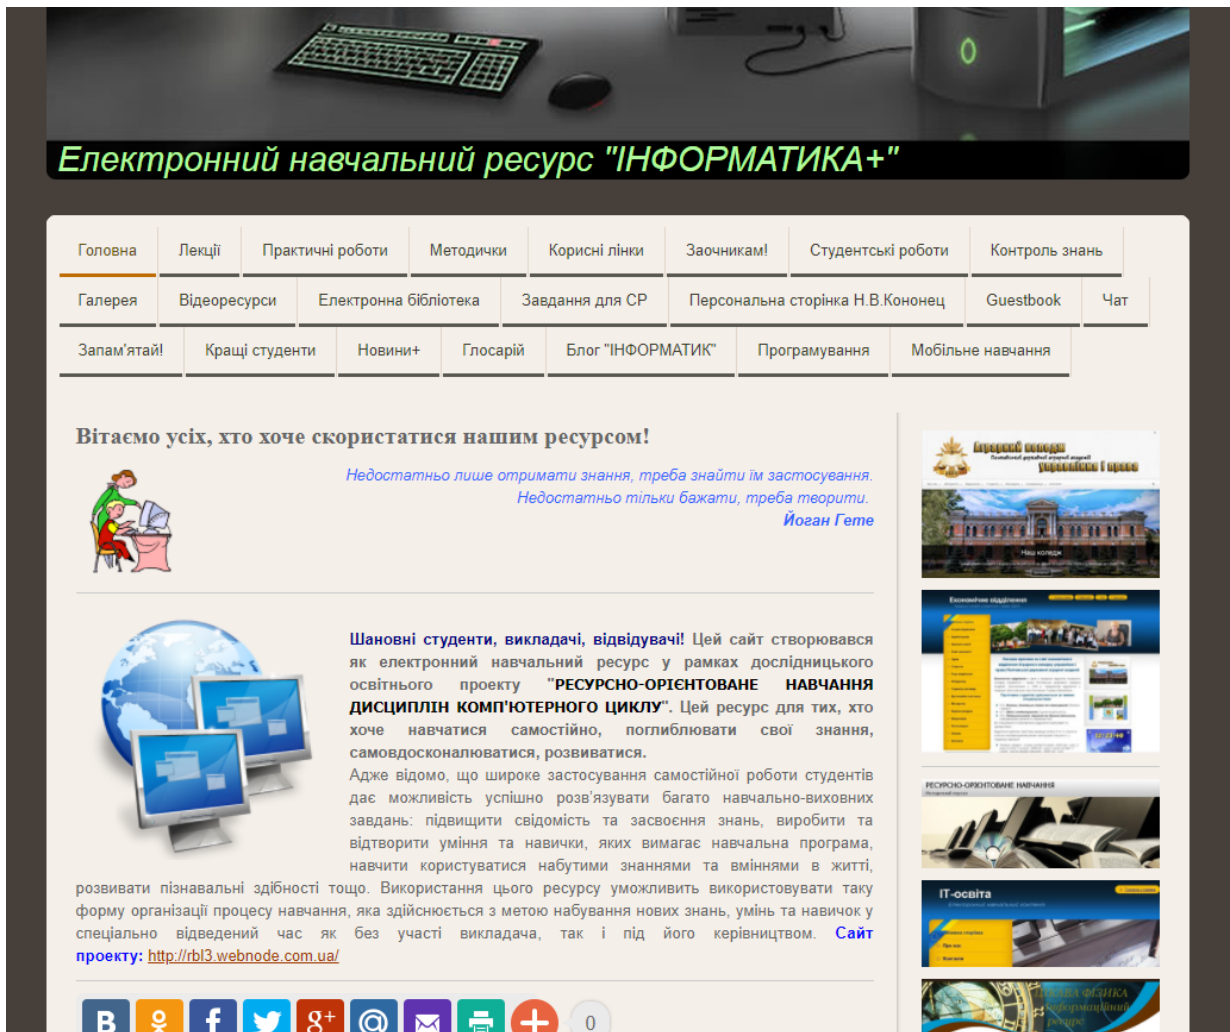 Електронний навчальний ресурс "ІНФОРМАТИКА+"
Головна Лекції Практичні роботи Методички Корисні лінки Заочникам! Студентські роботи Контроль знань
Галерея Відеоресурси Електронна бібліотека Завдання для СР Персональна сторінка Н.В.Кононец Guestbook Чат
Запам'ятай! Кращі студенти Новини+ Глосарій Блог "ІНФОРМАТИК" Програмування Мобільне навчання
Вітаємо усіх, хто хоче скористатися нашим ресурсом!
Недостатньо лише отримати знання, треба знайти їм застосування.
Недостатньо тільки бажати, треба творити.
Йоган Гете
Шановні студенти, викладачі, відвідувачі! Цей сайт створювався
як електронний навчальний ресурс у рамках дослідницького
освітнього проекту "РЕСУРСНО-ОРІЄНТОВАНЕ НАВЧАННЯ
ДИСЦИПЛІН КОМП'ЮТЕРНОГО ЦИКЛУ". Цей ресурс для тих, хто
хоче навчатися самостійно, поглиблювати свої знання,
самовдосконалюватися, розвиватися.
Адже відомо, що широке застосування самостійної роботи студентів
дає можливість успішно розв’язувати багато навчально-виховних
завдань: підвищити свідомість та засвоєння знань, виробити та
відтворити уміння та навички, яких вимагає навчальна програма,
навчити користуватися набутими знаннями та вміннями в житті,
розвивати пізнавальні здібності тощо. Використання цього ресурсу уможливить використовувати таку
форму організації процесу навчання, яка здійснюється з метою набування нових знань, умінь та навичок у
спеціально відведений час як без участі викладача, так і під його керівництвом. Сайт
проекту: http://rbl3.webnode.com.ua/
0
Аграрний коледж
управління і права
Наш коледж
Економічне відділення
РЕСУРСНО-ОРІЄНТОВАНЕ НАВЧАННЯ
ІТ-освіта
ЦІКАВА ФІЗИКА
інформаційний
ресурс